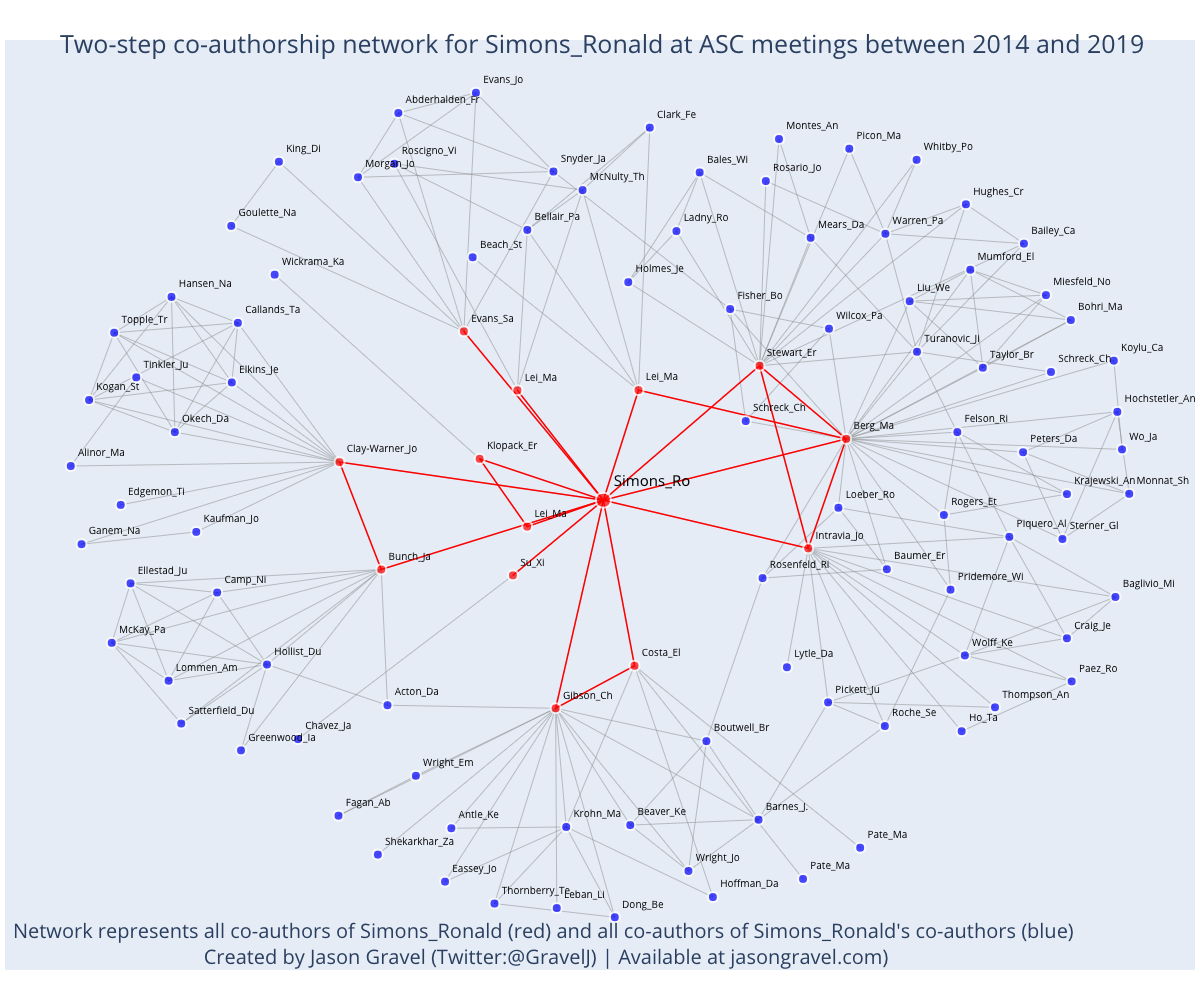 Two-step co-authorship network for Simons_Ronald at ASC meetings between 2014 and 2019
Evans_Jo
Abderhalden_Fr
Clark_Fe
Montes_An
Picon_Ma
Whitby_Po
King_Di
Roscigno_Vi
Morgan_Jo
Snyder_Ja
McNulty_Th
Bales_Wi
Rosario_Jo
Hughes_Cr
Goulette_Na
Bellair_Pa
Ladny_Ro
Mears_Da
Warren_Pa
Bailey_Ca
Beach_St
Wickrama_Ka
Holmes_Je
Mumford_El
Hansen_Na
Fisher_Bo
Liu_We
Miesfeld_No
Callands_Ta
Topple_Tr
Evans_Sa
Wilcox_Pa
Bohri_Ma
Turanovic_Ji
Stewart_Er
Taylor_Br
Schreck_Ch
Koylu_Ca
Tinkler_Ju
Elkins_Je
Kogan_St
Lei_Ma
Lei_Ma
Schreck_Ch
Hochstetler_An
Okech_Da
Berg_Ma
Felson_Ri
Peters_Da
Wo_Ja
Clay-Warner_Jo
Klopack_Er
Alinor_Ma
Simons_Ro
Krajewski_An
Monnat_Sh
Edgemon_Ti
Loeber_Ro
Rogers_Et
Lei_Ma
Kaufman_Jo
Ganem_Na
Piquero_Al
Sterner_Gl
Intravia_Jo
Bunch_Ja
Su_Xi
Rosenfeld_Ri
Baumer_Er
Ellestad_Ju
Camp_Ni
Pridemore_Wi
Baglivio_Mi
McKay_Pa
Hollist_Du
Costa_El
Craig_Je
Wolff_Ke
Lommen_Am
Lytle_Da
Paez_Ro
Acton_Da
Gibson_Ch
Pickett_Ju
Thompson_An
Satterfield_Du
Chavez_Ja
Greenwood_Ia
Boutwell_Br
Roche_Se
Ho_Ta
Wright_Em
Fagan_Ab
Antle_Ke
Krohn_Ma
Beaver_Ke
Barnes_J.
Shekarkhar_Za
Pate_Ma
Eassey_Jo
Wright_Jo
Pate_Ma
Thornberry_Te
Leban_Li
Dong_Be
Hoffman_Da
Network represents all co-authors of Simons_Ronald (red) and all co-authors of Simons_Ronald's co-authors (blue)
Created by Jason Gravel (Twitter:@GravelJ) | Available at jasongravel.com)